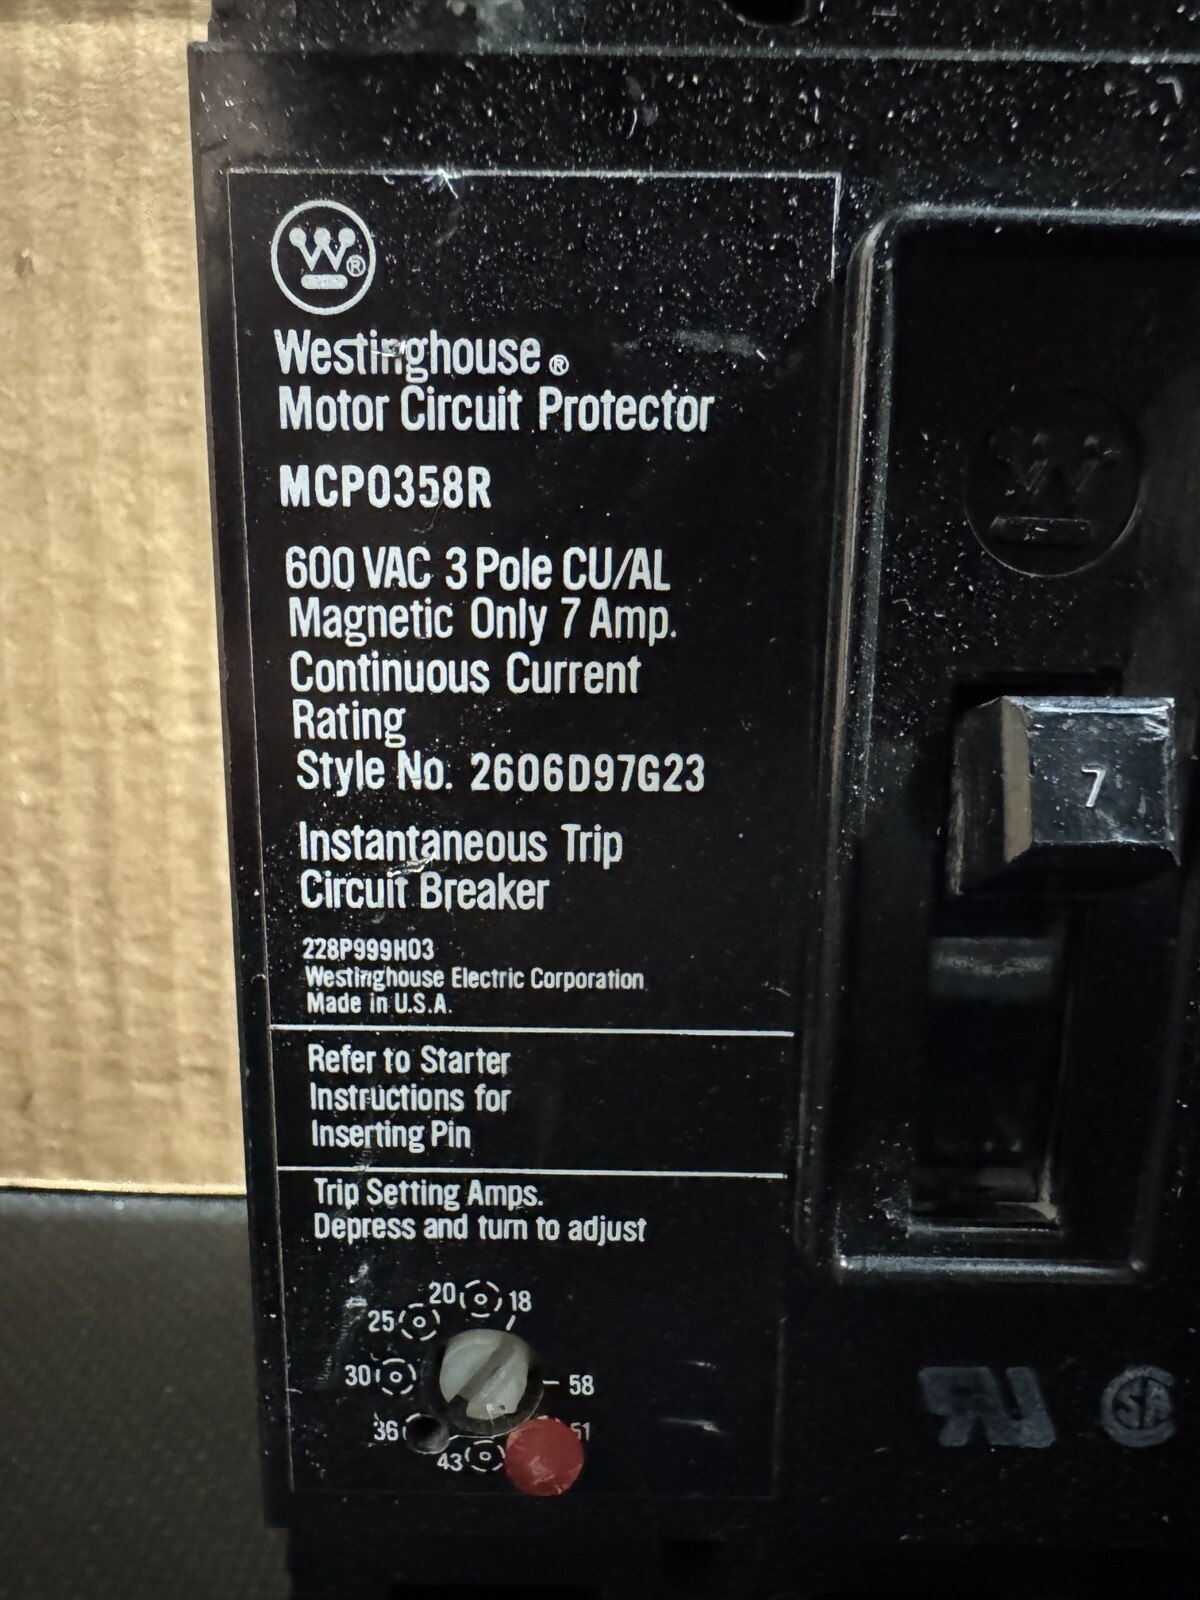 W®
Westinghouse®
Motor Circuit Protector
MCP0358R
600 VAC 3 Pole CU/AL
Magnetic Only 7 Amp.
Continuous Current
Rating
Style No. 2606D97G23
Instantaneous Trip
Circuit Breaker
228P999H03
Westinghouse Electric Corporation
Made in U.S.A.
Refer to Starter
Instructions for
Inserting Pin
Trip Setting Amps.
Depress and turn to adjust
20 18
25
30
58
36
51
43
W
7
UR
SA